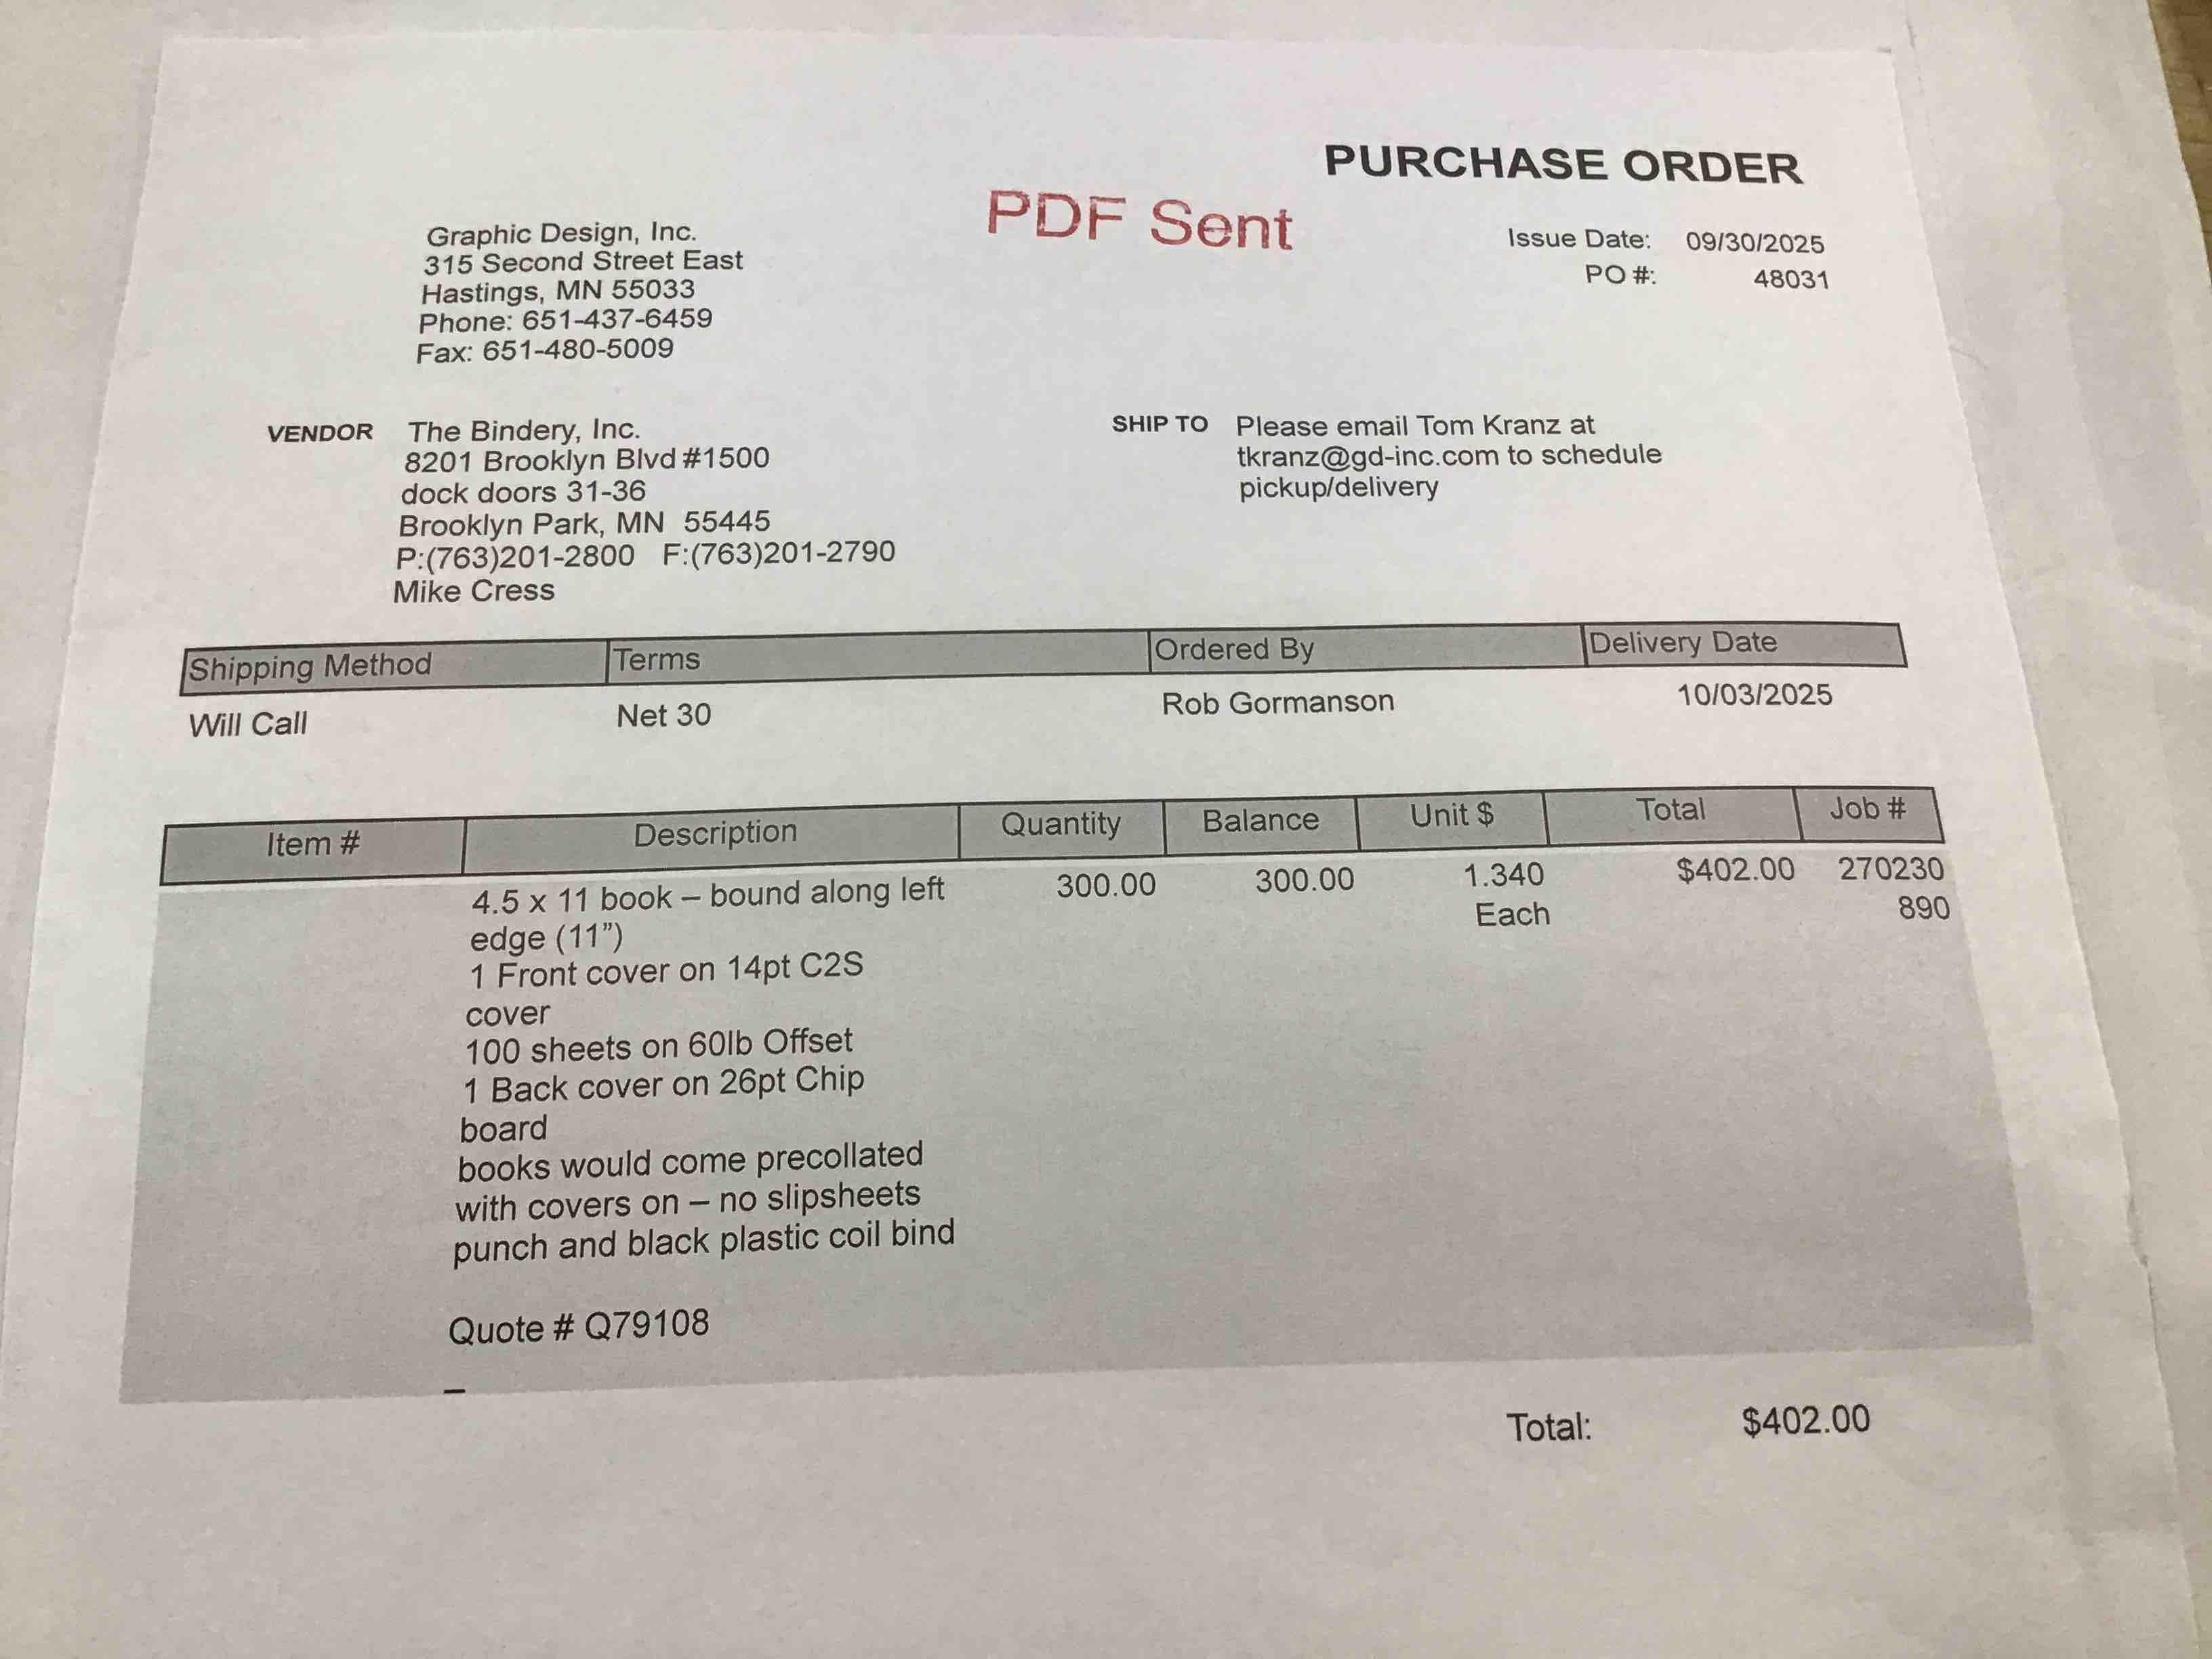 PURCHASE ORDER
PDF Sent
Graphic Design, Inc.
315 Second Street East
Hastings, MN 55033
Phone: 651-437-6459
Fax: 651-480-5009
Issue Date: 09/30/2025
PO #: 48031
VENDOR
The Bindery, Inc.
8201 Brooklyn Blvd #1500
dock doors 31-36
Brooklyn Park, MN 55445
P:(763)201-2800 F:(763)201-2790
Mike Cress
SHIP TO
Please email Tom Kranz at
tkranz@gd-inc.com to schedule
pickup/delivery
Shipping Method Terms Ordered By Delivery Date
Will Call Net 30 Rob Gormanson 10/03/2025
Item # Description Quantity Balance Unit $ Total Job #
4.5 x 11 book – bound along left 300.00 300.00 1.340 $402.00 270230
edge (11”) Each 890
1 Front cover on 14pt C2S
cover
100 sheets on 60lb Offset
1 Back cover on 26pt Chip
board
books would come precollated
with covers on – no slipsheets
punch and black plastic coil bind
Quote # Q79108
–
Total: $402.00